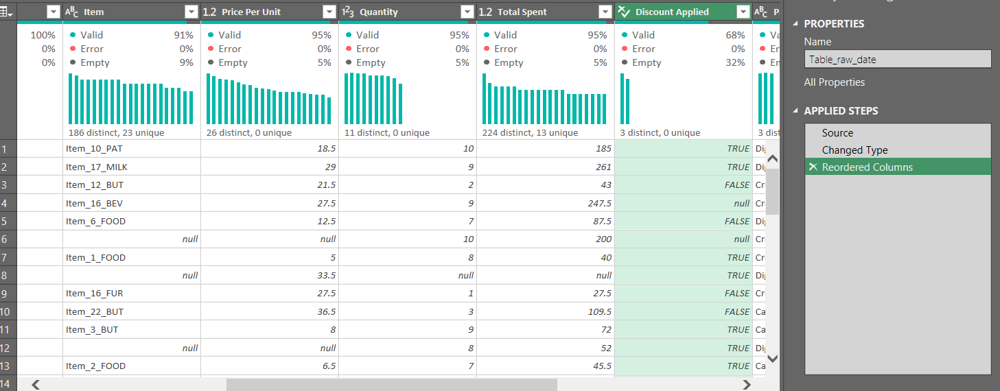 ABC Item 1.2 Price Per Unit 123 Quantity 1.2 Total Spent Discount Applied ABC P
100% Valid 91% Valid 95% Valid 95% Valid 95% Valid 68% Va
0% Error 0% Error 0% Error 0% Error 0% Error 0% Er
0% Empty 9% Empty 5% Empty 5% Empty 5% Empty 32% Em
186 distinct, 23 unique 26 distinct, 0 unique 11 distinct, 0 unique 224 distinct, 13 unique 3 distinct, 0 unique 3 dist
1 Item_10_PAT 18.5 10 185 TRUE Di
2 Item_17_MILK 29 9 261 TRUE Di
3 Item_12_BUT 21.5 2 43 FALSE Cr
4 Item_16_BEV 27.5 9 247.5 null Cr
5 Item_6_FOOD 12.5 7 87.5 FALSE Di
6 null null 10 200 null Cr
7 Item_1_FOOD 5 8 40 TRUE Cr
8 null 33.5 null null TRUE Di
9 Item_16_FUR 27.5 1 27.5 FALSE Cr
10 Item_22_BUT 36.5 3 109.5 FALSE Ca
11 Item_3_BUT 8 9 72 TRUE Ca
12 null null 8 52 TRUE Di
13 Item_2_FOOD 6.5 7 45.5 TRUE Ca
14
PROPERTIES
Name
Table_raw_date
All Properties
APPLIED STEPS
Source
Changed Type
Reordered Columns